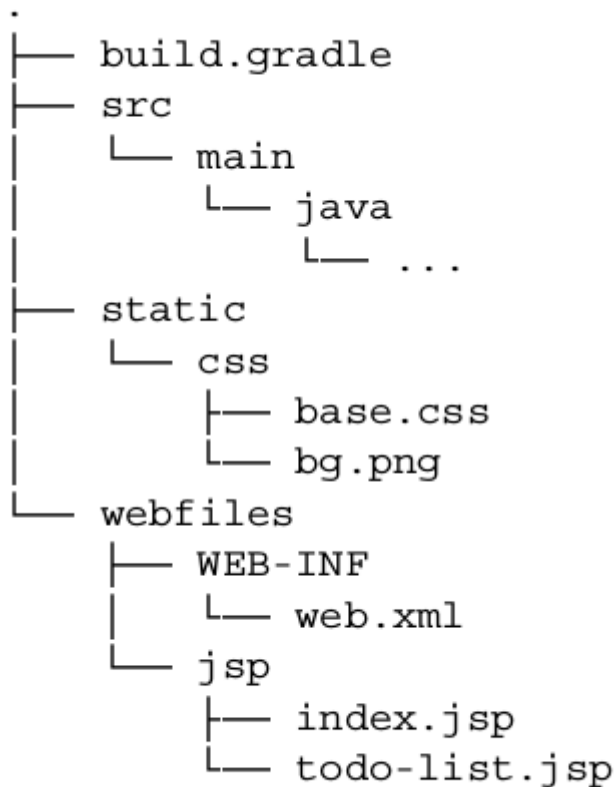 .
├── build.gradle
├── src
│   └── main
│       └── java
│           └── ...
├── static
│   └── css
│       ├── base.css
│       └── bg.png
└── webfiles
    ├── WEB-INF
    │   └── web.xml
    └── jsp
        ├── index.jsp
        └── todo-list.jsp